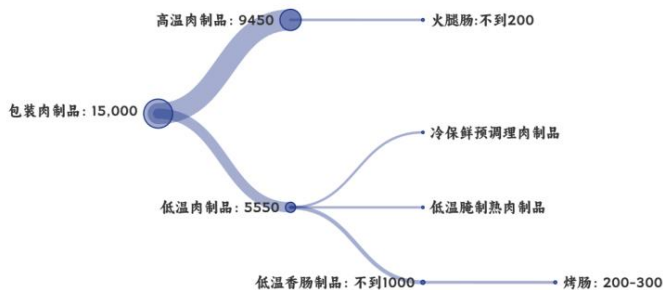 高温肉制品: 9450
火腿肠:不到200
包装肉制品: 15,000
冷保鲜预调理肉制品
低温肉制品: 5550
低温腌制熟肉制品
低温香肠制品: 不到1000
烤肠: 200-300